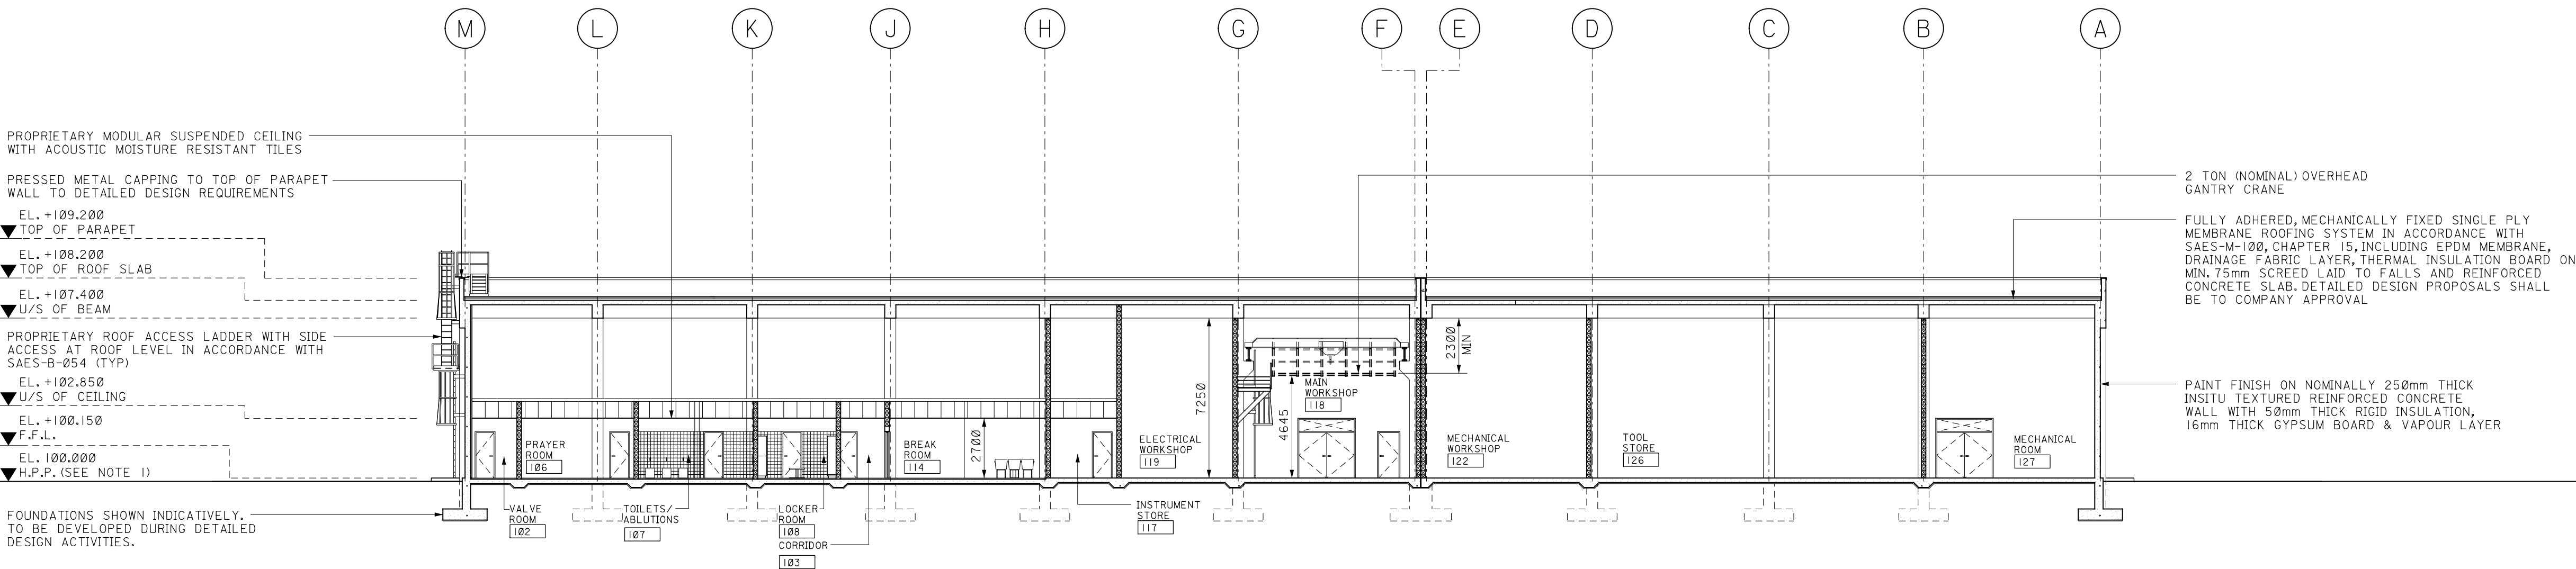 M L K J H G F E D C B A
PROPRIETARY MODULAR SUSPENDED CEILING
WITH ACOUSTIC MOISTURE RESISTANT TILES
PRESSED METAL CAPPING TO TOP OF PARAPET
WALL TO DETAILED DESIGN REQUIREMENTS
EL. +109.200
TOP OF PARAPET
EL. +108.200
TOP OF ROOF SLAB
EL. +107.400
U/S OF BEAM
PROPRIETARY ROOF ACCESS LADDER WITH SIDE
ACCESS AT ROOF LEVEL IN ACCORDANCE WITH
SAES-B-054 (TYP)
EL. +102.850
U/S OF CEILING
EL. +100.150
F.F.L.
EL. 100.000
H.P.P. (SEE NOTE 1)
FOUNDATIONS SHOWN INDICATIVELY.
TO BE DEVELOPED DURING DETAILED
DESIGN ACTIVITIES.
VALVE
ROOM
102
PRAYER
ROOM
106
TOILETS/
ABLUTIONS
107
LOCKER
ROOM
108
CORRIDOR
103
BREAK
ROOM
114
2700
INSTRUMENT
STORE
117
ELECTRICAL
WORKSHOP
119
7250
4645
MAIN
WORKSHOP
118
2300
MIN
MECHANICAL
WORKSHOP
122
TOOL
STORE
126
MECHANICAL
ROOM
127
2 TON (NOMINAL) OVERHEAD
GANTRY CRANE
FULLY ADHERED, MECHANICALLY FIXED SINGLE PLY
MEMBRANE ROOFING SYSTEM IN ACCORDANCE WITH
SAES-M-100, CHAPTER 15, INCLUDING EPDM MEMBRANE,
DRAINAGE FABRIC LAYER, THERMAL INSULATION BOARD ON
MIN. 75mm SCREED LAID TO FALLS AND REINFORCED
CONCRETE SLAB. DETAILED DESIGN PROPOSALS SHALL
BE TO COMPANY APPROVAL
PAINT FINISH ON NOMINALLY 250mm THICK
INSITU TEXTURED REINFORCED CONCRETE
WALL WITH 50mm THICK RIGID INSULATION,
16mm THICK GYPSUM BOARD & VAPOUR LAYER